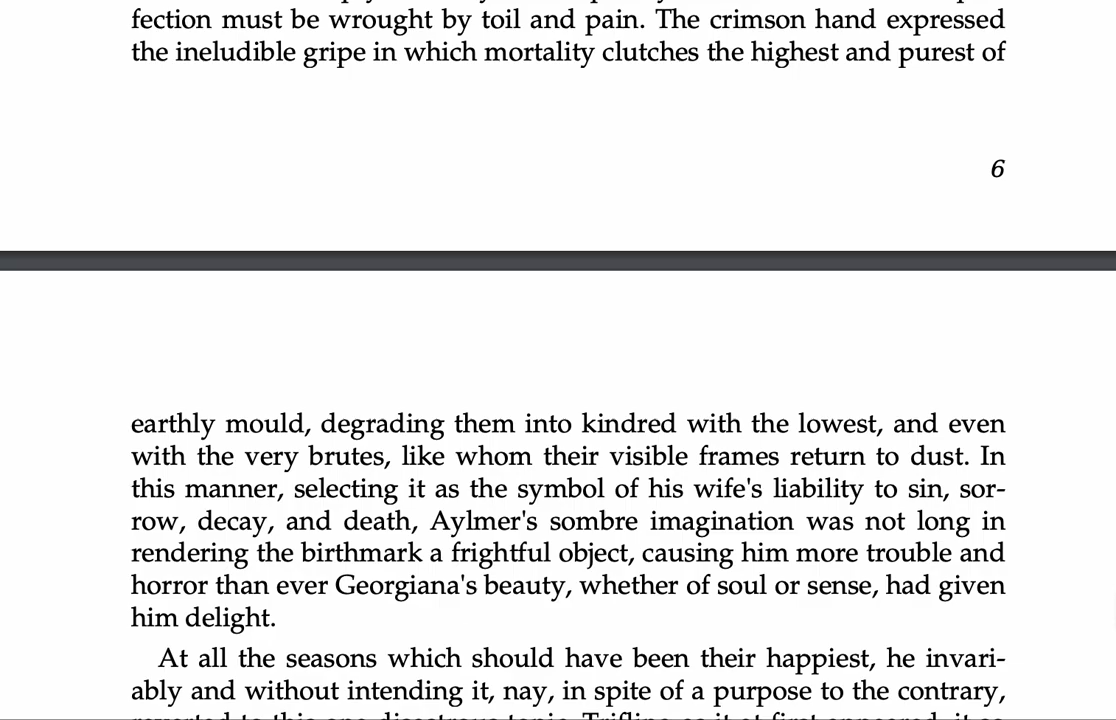 fection must be wrought by toil and pain. The crimson hand expressed
the ineludible gripe in which mortality clutches the highest and purest of
6
earthly mould, degrading them into kindred with the lowest, and even
with the very brutes, like whom their visible frames return to dust. In
this manner, selecting it as the symbol of his wife's liability to sin, sor-
row, decay, and death, Aylmer's sombre imagination was not long in
rendering the birthmark a frightful object, causing him more trouble and
horror than ever Georgiana's beauty, whether of soul or sense, had given
him delight.
At all the seasons which should have been their happiest, he invari-
ably and without intending it, nay, in spite of a purpose to the contrary,